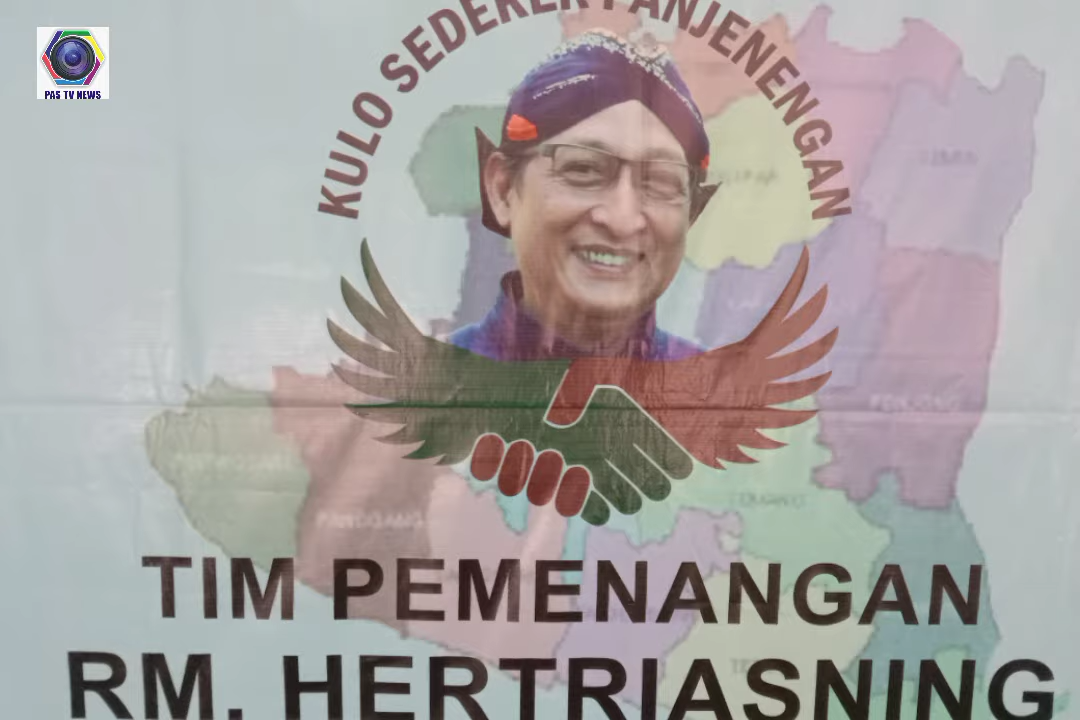 PAS TV NEWS
KULO SEDEREK PANJENENGAN
TIM PEMENANGAN
RM. HERTRIASNING